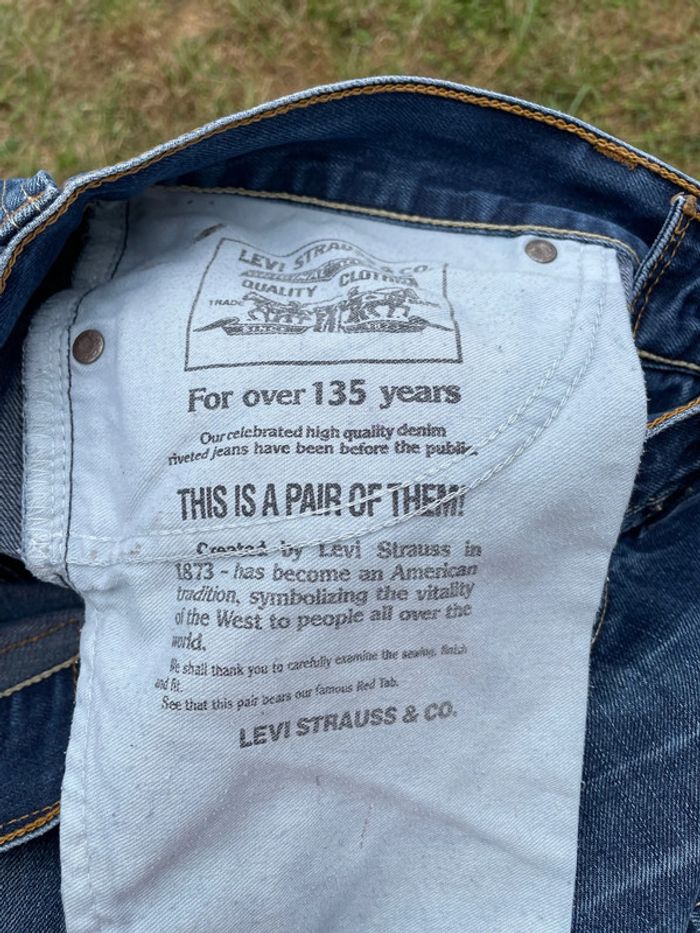 LEVI STRAUSS & CO.
ORIGINAL
QUALITY CLOTHING
TRADE
SINCE
For over 135 years
Our celebrated high quality denim
riveted jeans have been before the public.
THIS IS A PAIR OF THEM!
Created by Levi Strauss in
1873 - has become an American
tradition, symbolizing the vitality
of the West to people all over the
world.
We shall thank you to carefully examine the sewing, finish
and fit.
See that this pair bears our famous Red Tab.
LEVI STRAUSS & CO.